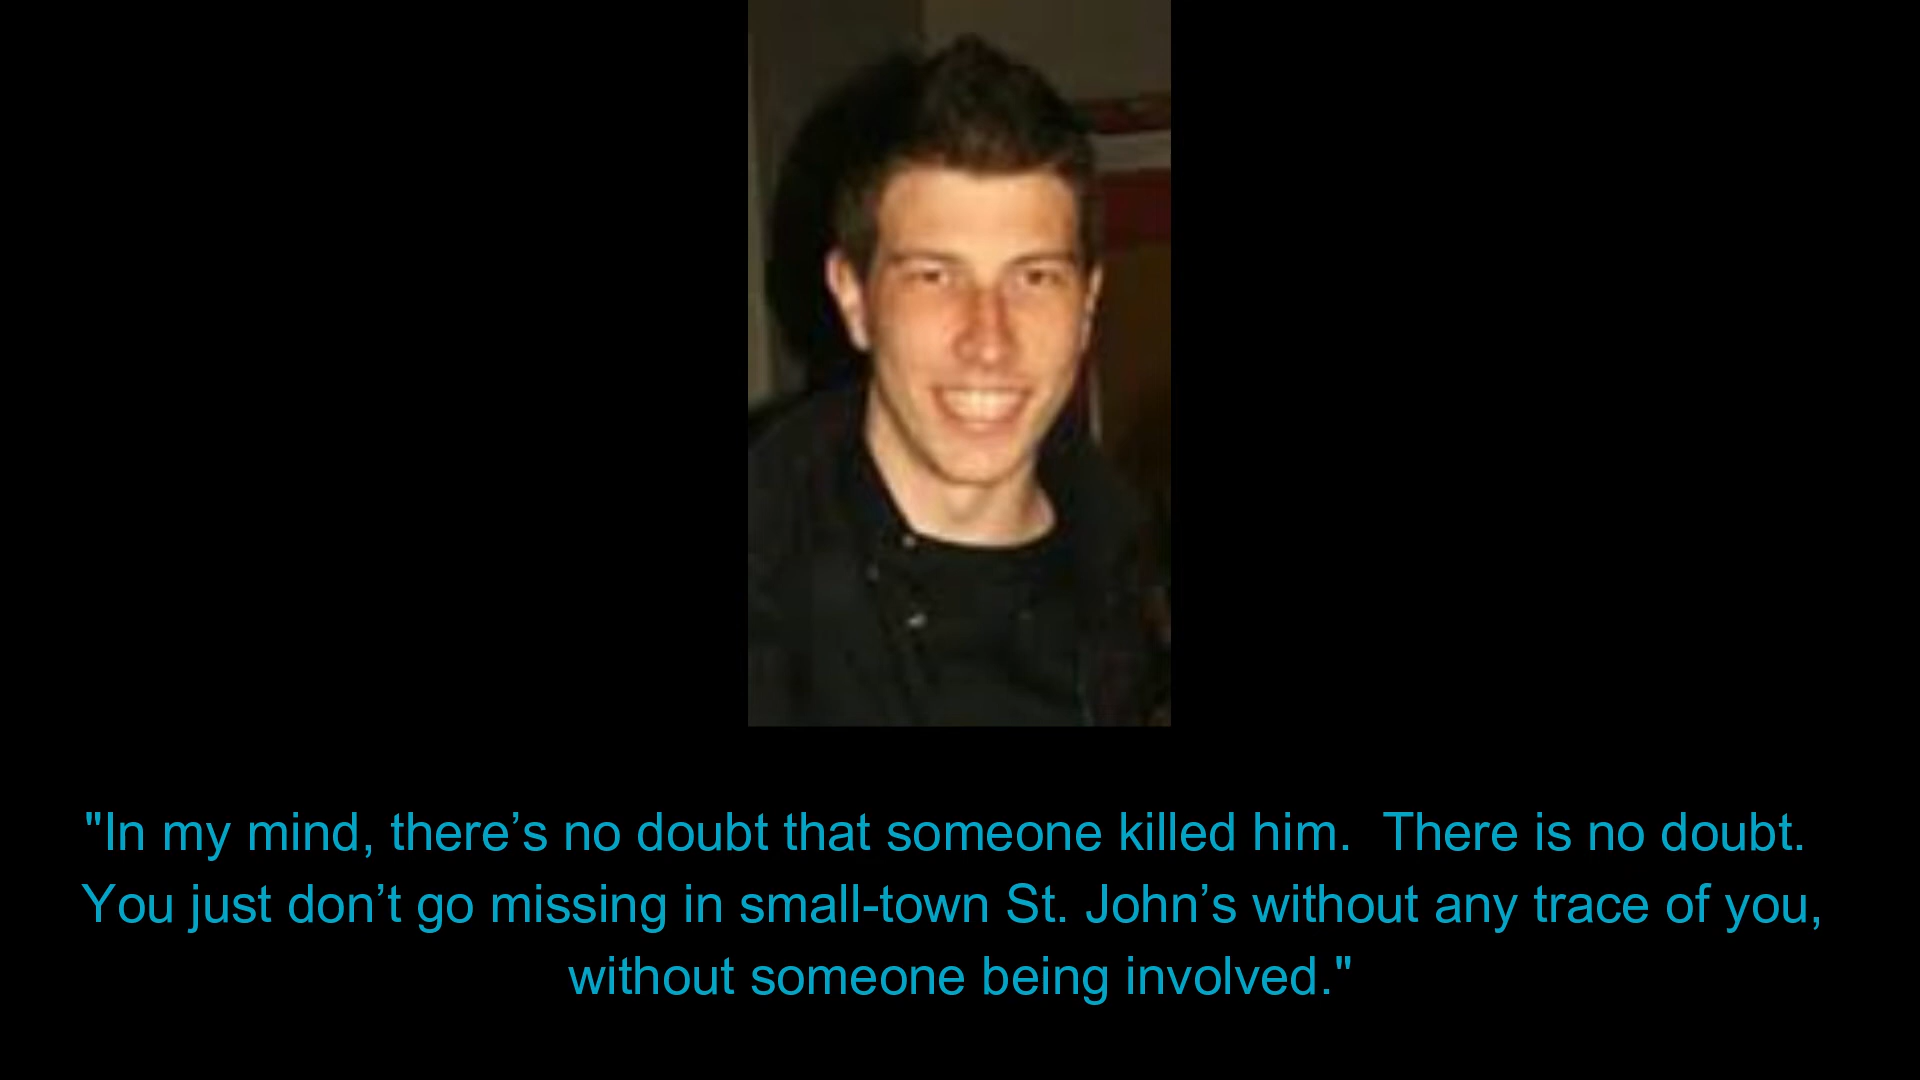 "In my mind, there’s no doubt that someone killed him.  There is no doubt.
You just don’t go missing in small-town St. John’s without any trace of you,
without someone being involved."